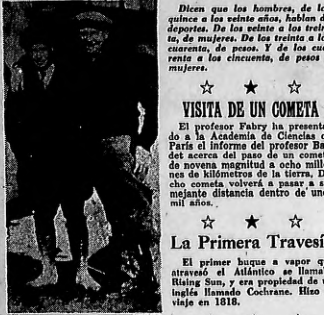 Dicen que los hombres, de lo
quince a los veinte años, hablan d
deportes. De los veinte a los trein
ta, de mujeres. De los treinta a lo
cuarenta, de pesos. Y de los cua
renta a los cincuenta, de pesos
mujeres.
VISITA DE UN COMETA
El profesor Fabry ha presenta
do a la Academia de Ciencias d
París el informe del profesor Ba
det acerca del paso de un comet
de novena magnitud a ocho millo
nes de kilómetros de la tierra. D
cho cometa volverá a pasar a s
mejante distancia dentro de uno
mil años.
La Primera Travesí
El primer buque a vapor qu
atravesó el Atlántico se llama
Rising Sun, y era propiedad de u
inglés llamado Cochrane. Hizo
viaje en 1818.